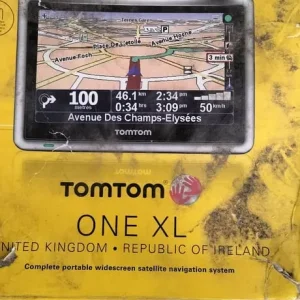 Avenue Foch
Place De L'étoile
Avenue Hoche
3 min
100 metres
46.1 km 2:34 pm
0:34 hrs 3:09 pm 50 km/h
Avenue Des Champs-Elysées
TOMTOM
TOMTOM
ONE XL
UNITED KINGDOM • REPUBLIC OF IRELAND
Complete portable widescreen satellite navigation system